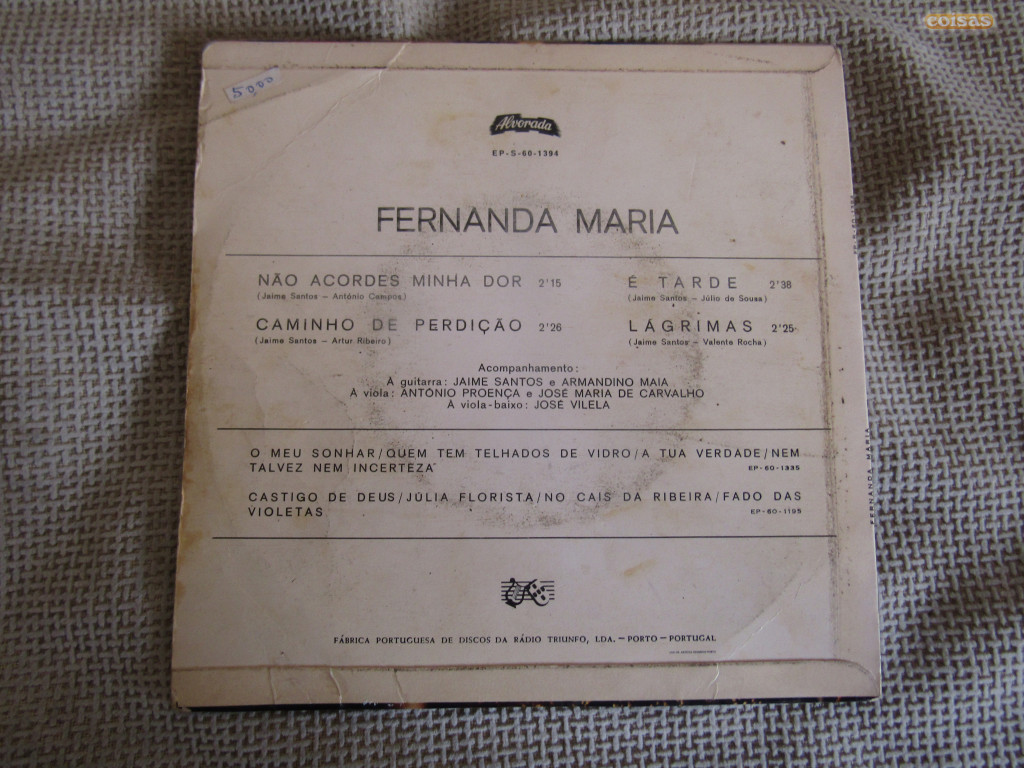 coisas
5000
Alvorada
EP-S-60-1394
FERNANDA MARIA
NÃO ACORDES MINHA DOR 2'15
(Jaime Santos – António Campos)
CAMINHO DE PERDIÇÃO 2'26
(Jaime Santos – Artur Ribeiro)
É TARDE 2'38
(Jaime Santos – Júlio de Sousa)
LÁGRIMAS 2'25
(Jaime Santos – Valente Rocha)
Acompanhamento:
À guitarra: JAIME SANTOS e ARMANDINO MAIA
À viola: ANTÓNIO PROENÇA e JOSÉ MARIA DE CARVALHO
À viola-baixo: JOSÉ VILELA
O MEU SONHAR/QUEM TEM TELHADOS DE VIDRO/A TUA VERDADE/NEM
TALVEZ NEM INCERTEZA EP-60-1335
CASTIGO DE DEUS/JÚLIA FLORISTA/NO CAIS DA RIBEIRA/FADO DAS
VIOLETAS EP-60-1195
FÁBRICA PORTUGUESA DE DISCOS DA RÁDIO TRIUNFO, LDA. – PORTO – PORTUGAL
FERNANDA MARIA